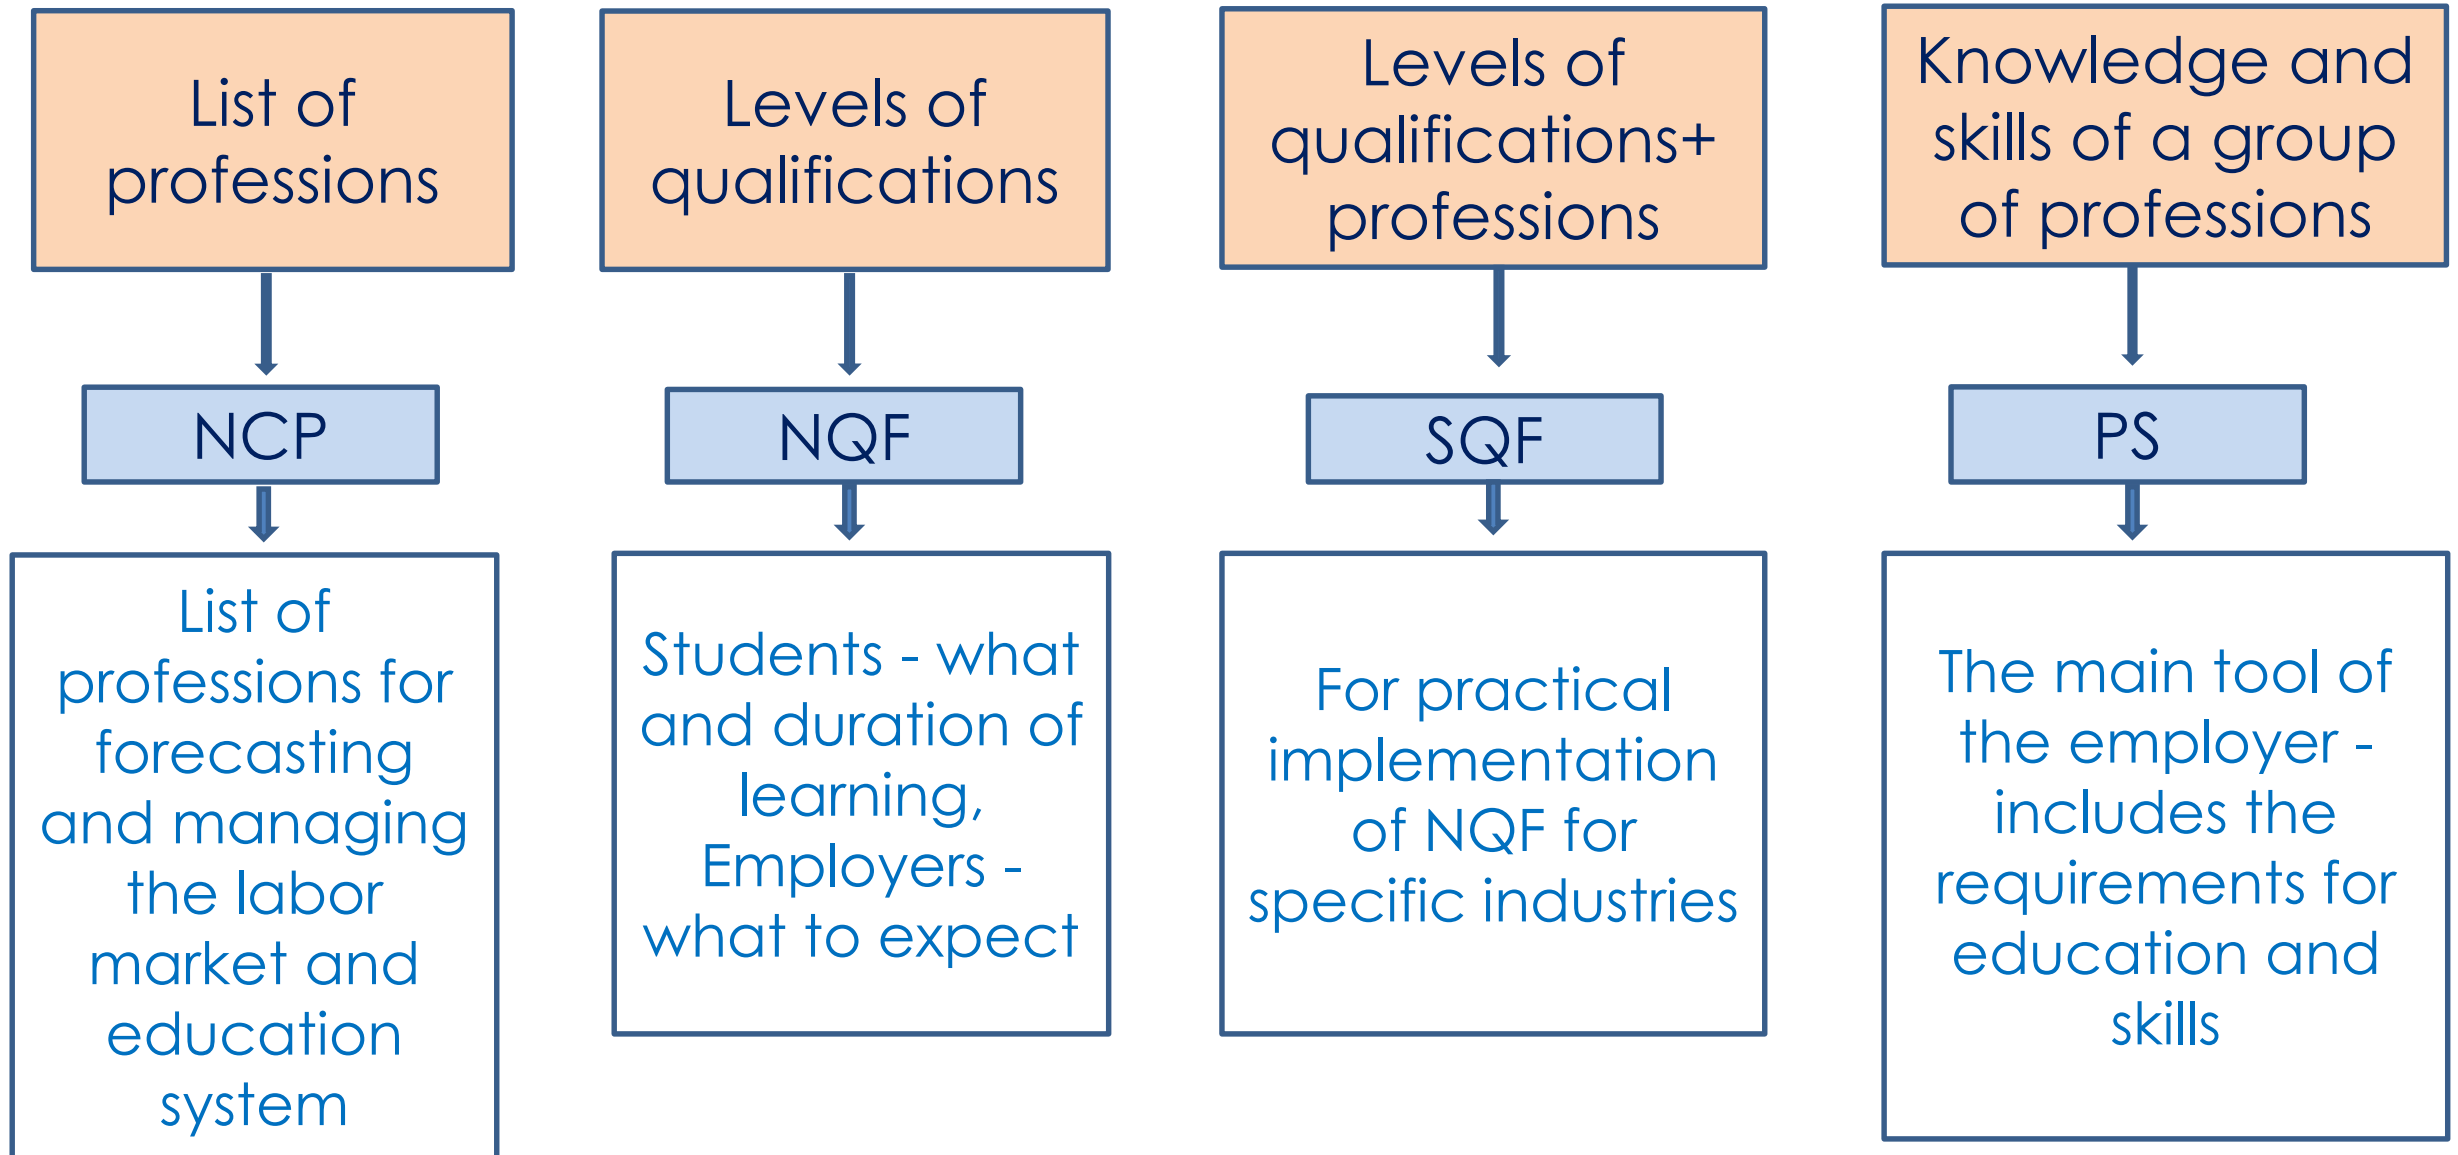 List of
professions
Levels of
qualifications
Levels of
qualifications+
professions
Knowledge and
skills of a group
of professions
NCP
NQF
SQF
PS
List of
professions for
forecasting
and managing
the labor
market and
education
system
Students - what
and duration of
learning,
Employers -
what to expect
For practical
implementation
of NQF for
specific industries
The main tool of
the employer -
includes the
requirements for
education and
skills